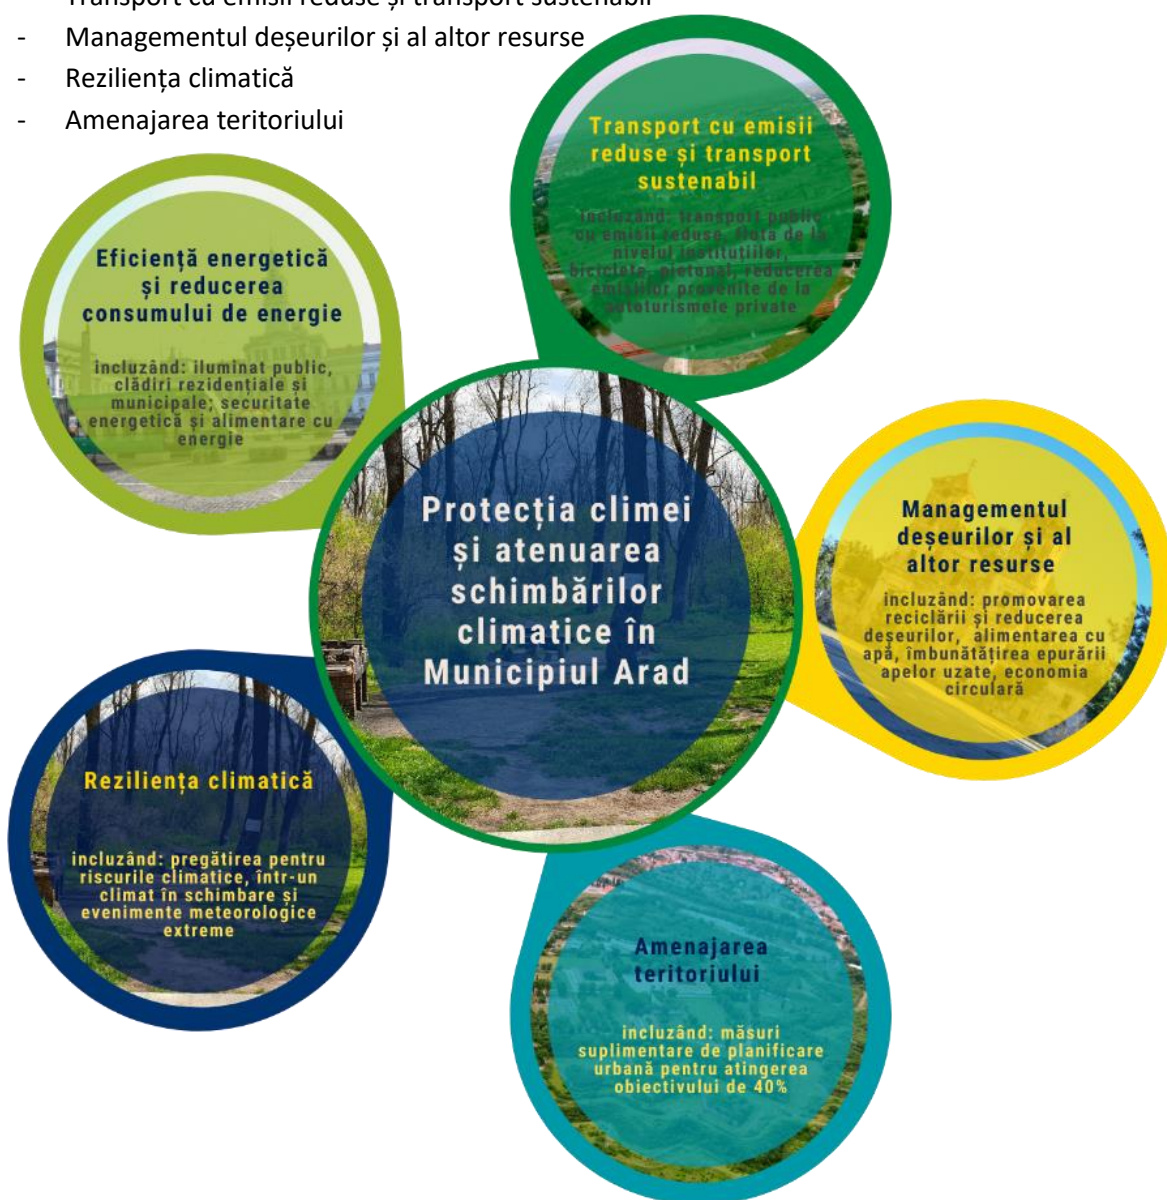 Transport cu emisii reduse și transport sustenabil
- Managementul deșeurilor și al altor resurse
- Reziliența climatică
- Amenajarea teritoriului
Transport cu emisii
reduse și transport
sustenabil
incluzând: transport public
cu emisii reduse, flota de la
nivelul instituțiilor,
biciclete, pietonal, reducerea
emisiilor provenite de la
autoturismele private
Eficiență energetică
și reducerea
consumului de energie
incluzând: iluminat public,
clădiri rezidențiale și
municipale; securitate
energetică și alimentare cu
energie
Protecția climei
și atenuarea
schimbărilor
climatice în
Municipiul Arad
Managementul
deșeurilor și al
altor resurse
incluzând: promovarea
reciclării și reducerea
deșeurilor, alimentarea cu
apă, îmbunătățirea epurării
apelor uzate, economia
circulară
Reziliența climatică
incluzând: pregătirea pentru
riscurile climatice, într-un
climat în schimbare și
evenimente meteorologice
extreme
Amenajarea
teritoriului
incluzând: măsuri
suplimentare de planificare
urbană pentru atingerea
obiectivului de 40%